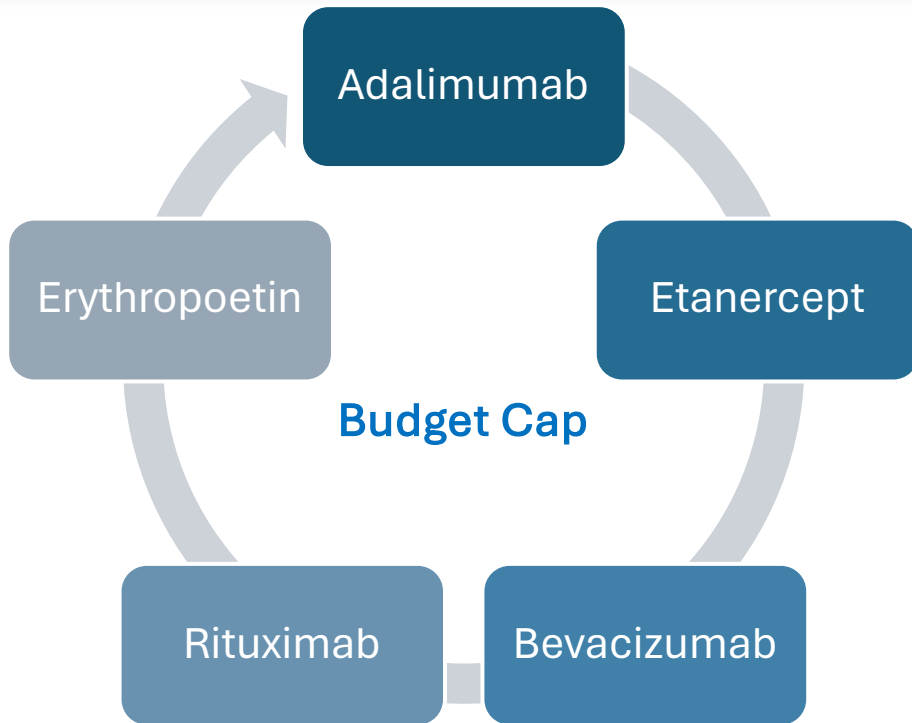 Adalimumab
Etanercept
Bevacizumab
Rituximab
Erythropoetin
Budget Cap